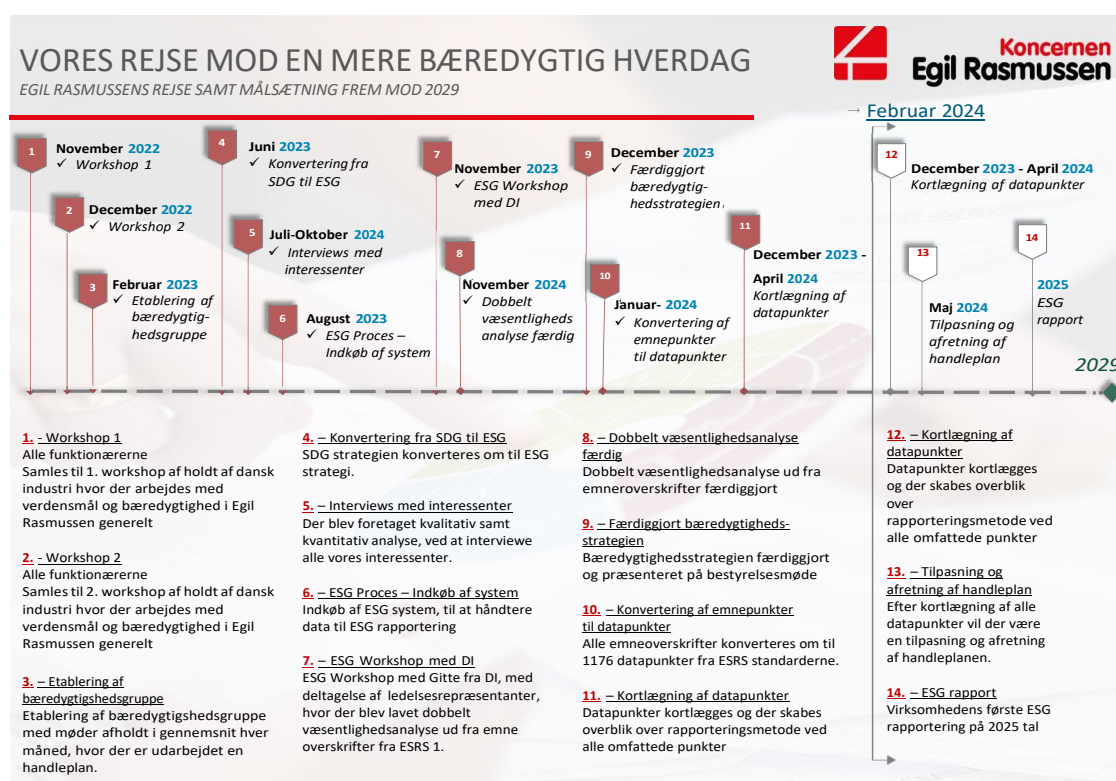 VORES REJSE MOD EN MERE BÆREDYGTIG HVERDAG
EGIL RASMUSSENS REJSE SAMT MÅLSÆTNING FREM MOD 2029
Koncernen
Egil Rasmussen
→ Februar 2024
1
November 2022
✓ Workshop 1
2
December 2022
✓ Workshop 2
3
Februar 2023
✓ Etablering af
bæredygtig-
hedsgruppe
4
Juni 2023
✓ Konvertering fra
SDG til ESG
5
Juli-Oktober 2024
✓ Interviews med
interessenter
6
August 2023
✓ ESG Proces –
Indkøb af system
7
November 2023
✓ ESG Workshop
med DI
8
November 2024
✓ Dobbelt
væsentligheds
analyse færdig
9
December 2023
✓ Færdiggjort
bæredygtig-
hedsstrategien
10
Januar- 2024
✓ Konvertering af
emnepunkter
til datapunkter
11
December 2023 -
April 2024
Kortlægning af
datapunkter
12
December 2023 - April 2024
Kortlægning af datapunkter
13
Maj 2024
Tilpasning og
afretning af
handleplan
14
2025
ESG
rapport
2029
1. - Workshop 1
Alle funktionærerne
Samles til 1. workshop af holdt af dansk
industri hvor der arbejdes med
verdensmål og bæredygtighed i Egil
Rasmussen generelt
2. - Workshop 2
Alle funktionærerne
Samles til 2. workshop af holdt af dansk
industri hvor der arbejdes med
verdensmål og bæredygtighed i Egil
Rasmussen generelt
3. – Etablering af
bæredygtigshedsgruppe
Etablering af bæredygtigshedsgruppe
med møder afholdt i gennemsnit hver
måned, hvor der er udarbejdet en
handleplan.
4. – Konvertering fra SDG til ESG
SDG strategien konverteres om til ESG
strategi.
5. – Interviews med interessenter
Der blev foretaget kvalitativ samt
kvantitativ analyse, ved at interviewe
alle vores interessenter.
6. – ESG Proces – Indkøb af system
Indkøb af ESG system, til at håndtere
data til ESG rapportering
7. – ESG Workshop med DI
ESG Workshop med Gitte fra DI, med
deltagelse af ledelsesrepræsentanter,
hvor der blev lavet dobbelt
væsentlighedsanalyse ud fra emne
overskrifter fra ESRS 1.
8. – Dobbelt væsentlighedsanalyse
færdig
Dobbelt væsentlighedsanalyse ud fra
emneroverskrifter færdiggjort
9. – Færdiggjort bæredygtigheds-
strategien
Bæredygtighedsstrategien færdiggjort
og præsenteret på bestyrelsesmøde
10. – Konvertering af emnepunkter
til datapunkter
Alle emneoverskrifter konverteres om til
1176 datapunkter fra ESRS standarderne.
11. – Kortlægning af datapunkter
Datapunkter kortlægges og der skabes
overblik over rapporteringsmetode ved
alle omfattede punkter
12. – Kortlægning af
datapunkter
Datapunkter kortlægges
og der skabes overblik
over
rapporteringsmetode ved
alle omfattede punkter
13. – Tilpasning og
afretning af handleplan
Efter kortlægning af alle
datapunkter vil der være
en tilpasning og afretning
af handleplanen.
14. – ESG rapport
Virksomhedens første ESG
rapportering på 2025 tal